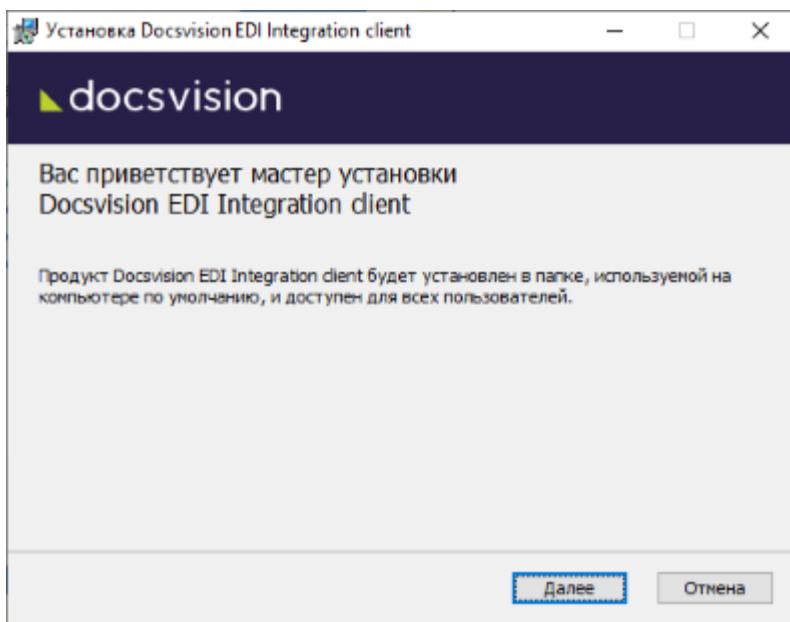 Установка Docsvision EDI Integration client
docsvision
Вас приветствует мастер установки
Docsvision EDI Integration client
Продукт Docsvision EDI Integration client будет установлен в папке, используемой на
компьютере по умолчанию, и доступен для всех пользователей.
Далее
Отмена